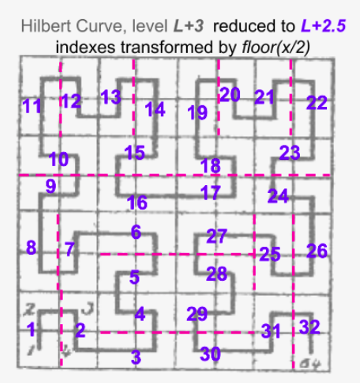 Hilbert Curve, level L+3 reduced to L+2.5
indexes transformed by floor(x/2)
11 12 13 14 19 20 21 22
10 15 18 23
9 16 17 24
8 7 6 27 25 26
5 28
2 3 4 29
1 2 31 32
1 4 3 30 64